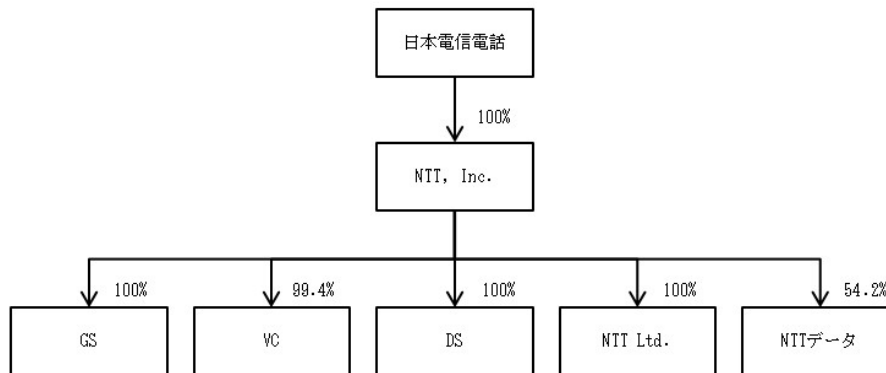 日本電信電話
100%
NTT, Inc.
100%
99.4%
100%
100%
54.2%
GS
VC
DS
NTT Ltd.
NTTデータ